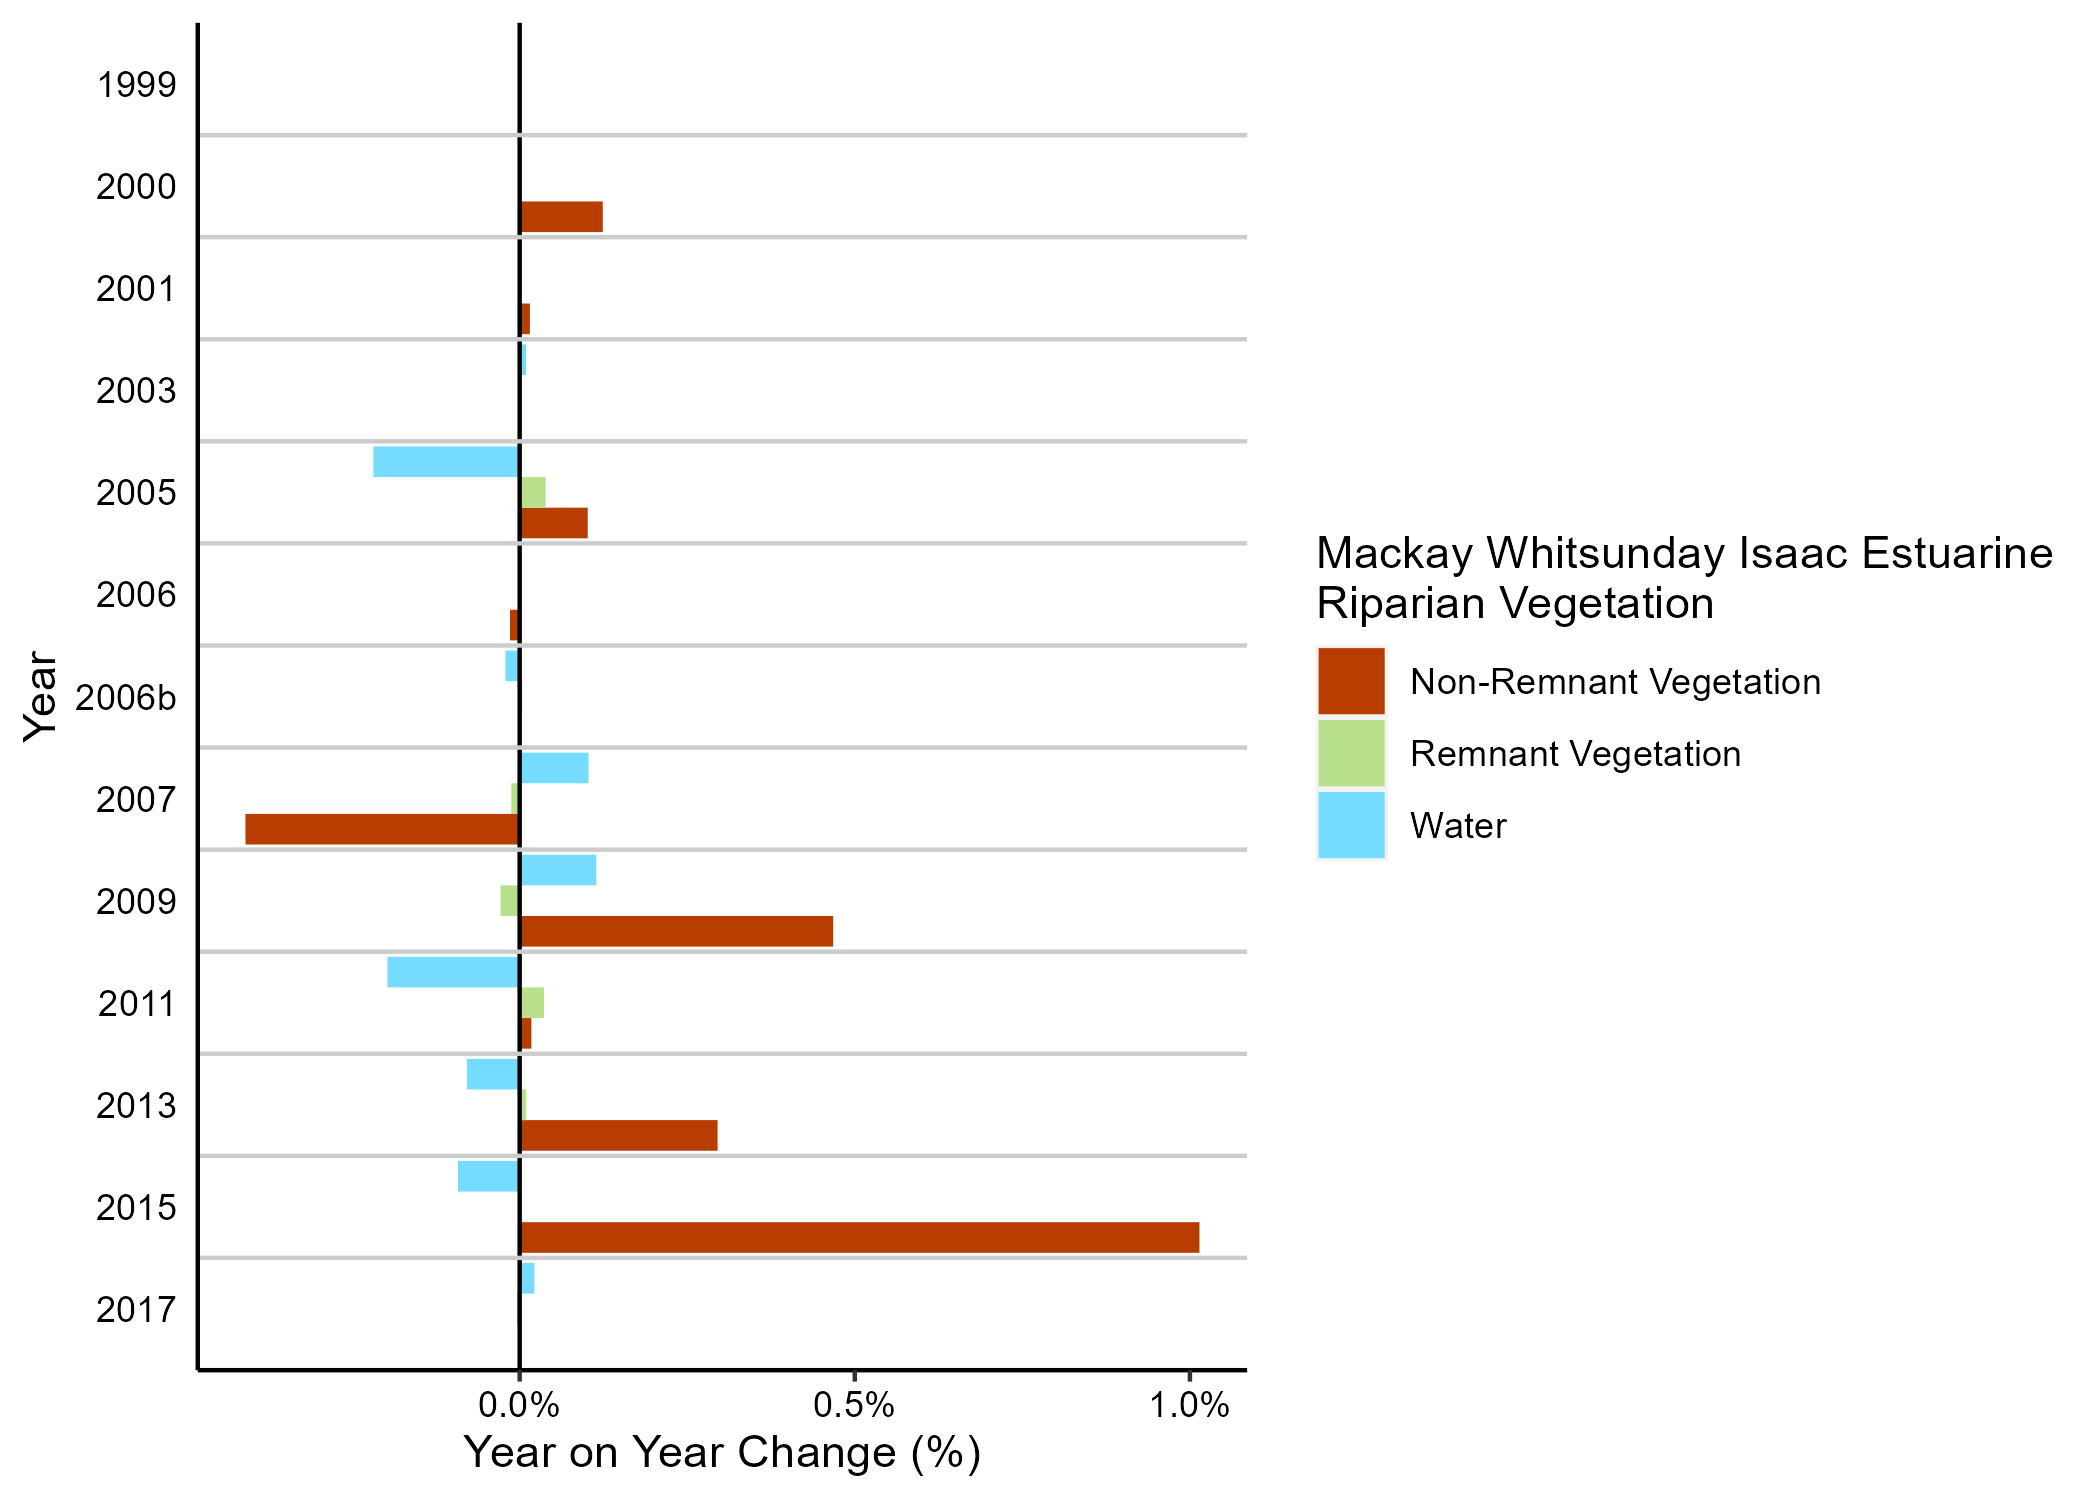 1999
2000
2001
2003
2005
2006
2006b
2007
2009
2011
2013
2015
2017
Year
0.0%
0.5%
1.0%
Year on Year Change (%)
Mackay Whitsunday Isaac Estuarine
Riparian Vegetation
Non-Remnant Vegetation
Remnant Vegetation
Water